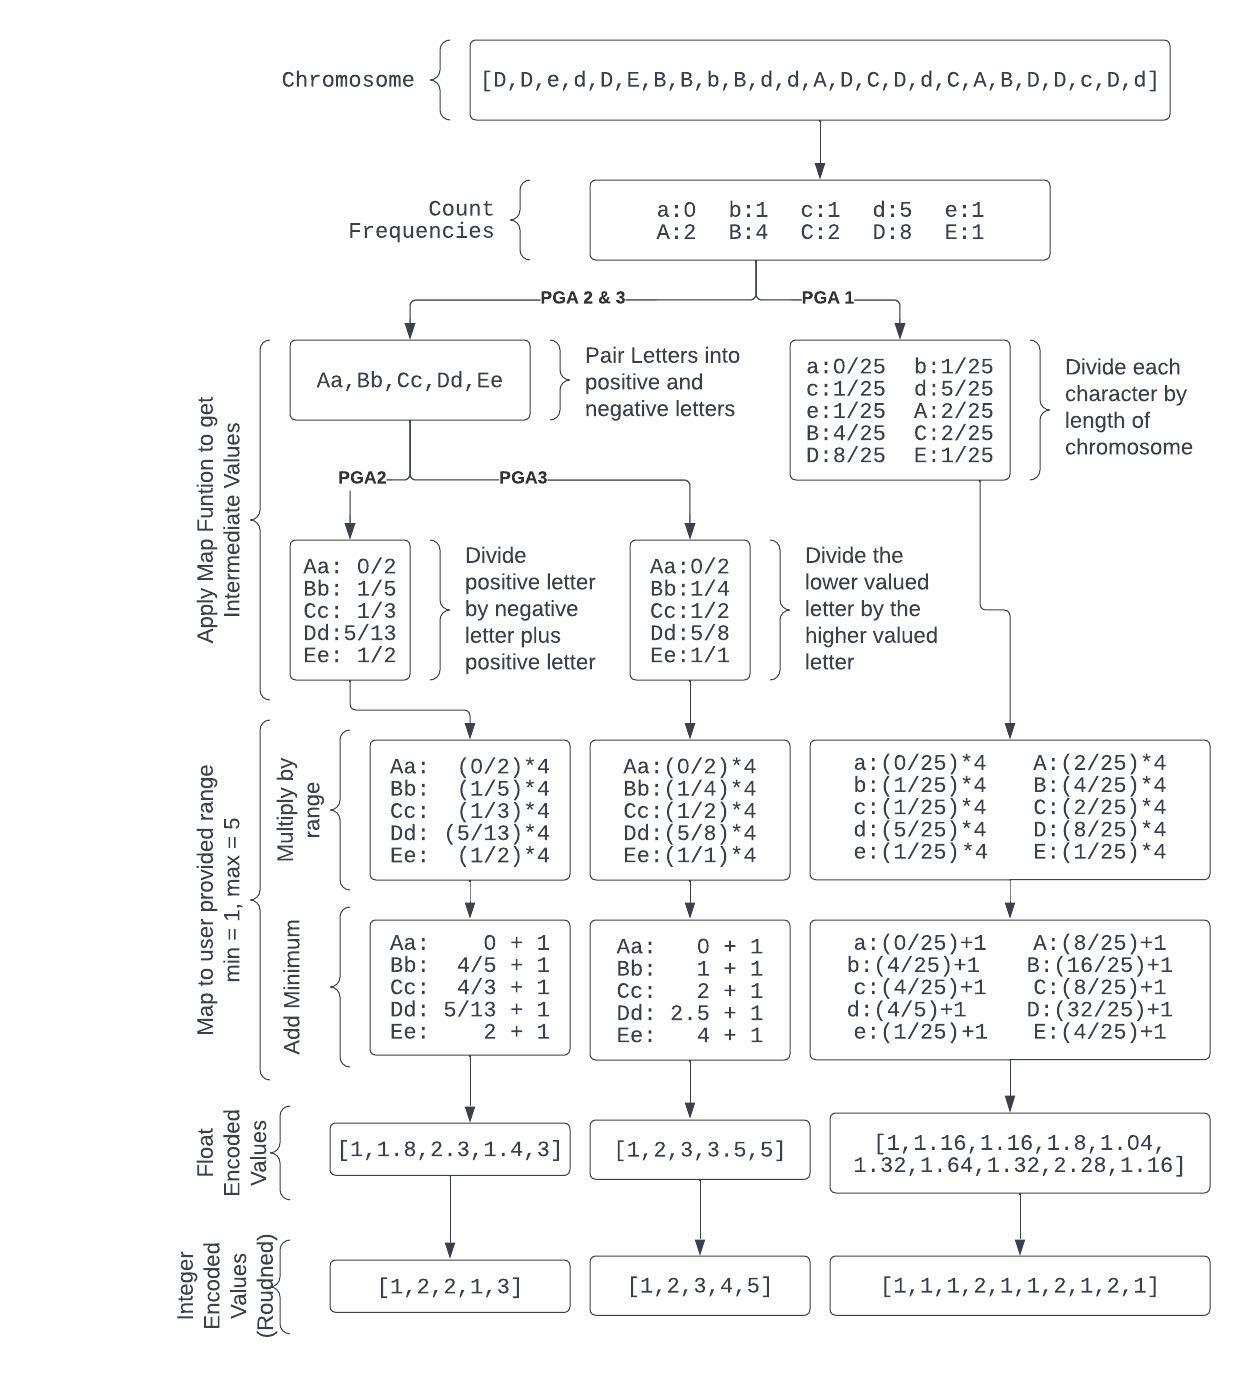 Chromosome
[D,D,e,d,D,E,B,B,b,B,d,d,A,D,C,D,d,C,A,B,D,D,c,D,d]
Count
Frequencies
a:0 b:1 c:1 d:5 e:1
A:2 B:4 C:2 D:8 E:1
PGA 2 & 3
PGA 1
Apply Map Funtion to get
Intermediate Values
Aa,Bb,Cc,Dd,Ee
Pair Letters into
positive and
negative letters
a:0/25 b:1/25
c:1/25 d:5/25
e:1/25 A:2/25
B:4/25 C:2/25
D:8/25 E:1/25
Divide each
character by
length of
chromosome
PGA2
PGA3
Aa: 0/2
Bb: 1/5
Cc: 1/3
Dd:5/13
Ee: 1/2
Divide
positive letter
by negative
letter plus
positive letter
Aa:0/2
Bb:1/4
Cc:1/2
Dd:5/8
Ee:1/1
Divide the
lower valued
letter by the
higher valued
letter
Map to user provided range
min = 1, max = 5
Multiply by
range
Aa: (0/2)*4
Bb: (1/5)*4
Cc: (1/3)*4
Dd: (5/13)*4
Ee: (1/2)*4
Aa:(0/2)*4
Bb:(1/4)*4
Cc:(1/2)*4
Dd:(5/8)*4
Ee:(1/1)*4
a:(0/25)*4 A:(2/25)*4
b:(1/25)*4 B:(4/25)*4
c:(1/25)*4 C:(2/25)*4
d:(5/25)*4 D:(8/25)*4
e:(1/25)*4 E:(1/25)*4
Add Minimum
Aa: 0 + 1
Bb: 4/5 + 1
Cc: 4/3 + 1
Dd: 5/13 + 1
Ee: 2 + 1
Aa: 0 + 1
Bb: 1 + 1
Cc: 2 + 1
Dd: 2.5 + 1
Ee: 4 + 1
a:(0/25)+1 A:(8/25)+1
b:(4/25)+1 B:(16/25)+1
c:(4/25)+1 C:(8/25)+1
d:(4/5)+1 D:(32/25)+1
e:(1/25)+1 E:(4/25)+1
Float
Encoded
Values
[1,1.8,2.3,1.4,3]
[1,2,3,3.5,5]
[1,1.16,1.16,1.8,1.04,
1.32,1.64,1.32,2.28,1.16]
Integer
Encoded
Values
(Roudned)
[1,2,2,1,3]
[1,2,3,4,5]
[1,1,1,2,1,1,2,1,2,1]